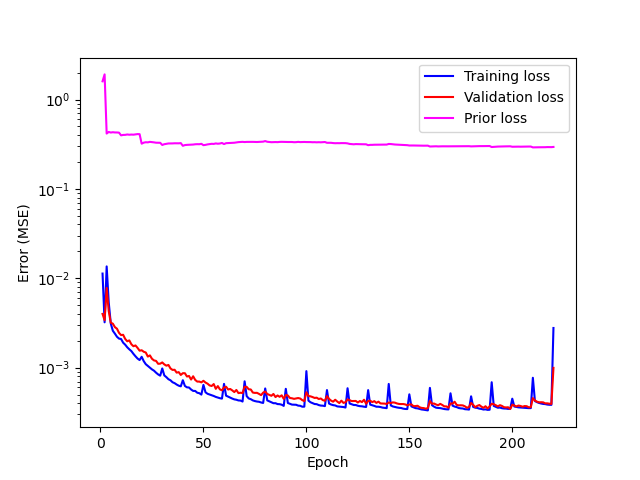 Training loss
Validation loss
Prior loss
10⁰
10⁻¹
10⁻²
10⁻³
Error (MSE)
0
50
100
150
200
Epoch